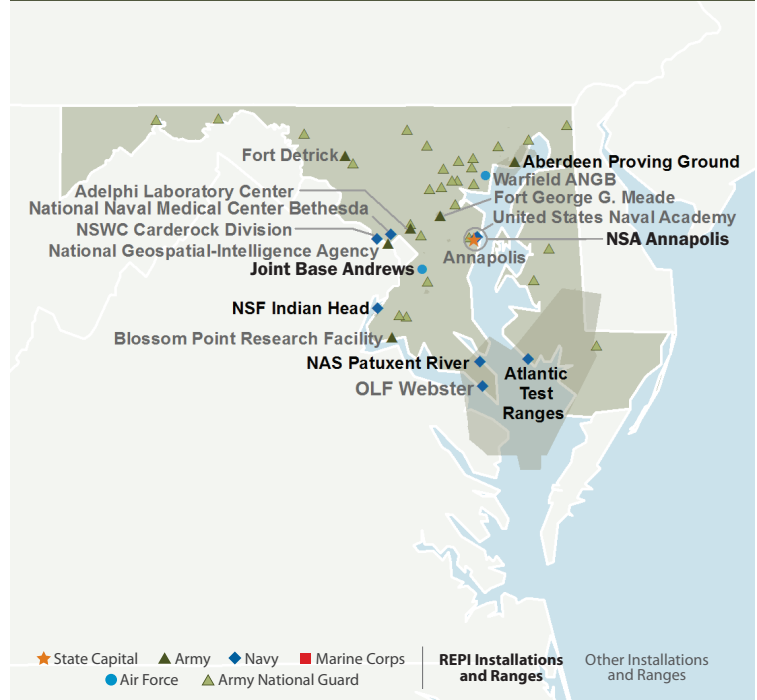 Fort Detrick
Aberdeen Proving Ground
Warfield ANGB
Adelphi Laboratory Center
Fort George G. Meade
National Naval Medical Center Bethesda
United States Naval Academy
NSWC Carderock Division
NSA Annapolis
National Geospatial-Intelligence Agency
Annapolis
Joint Base Andrews
NSF Indian Head
Blossom Point Research Facility
NAS Patuxent River
Atlantic
Test
Ranges
OLF Webster
State Capital
Army
Navy
Marine Corps
Air Force
Army National Guard
REPI Installations
and Ranges
Other Installations
and Ranges